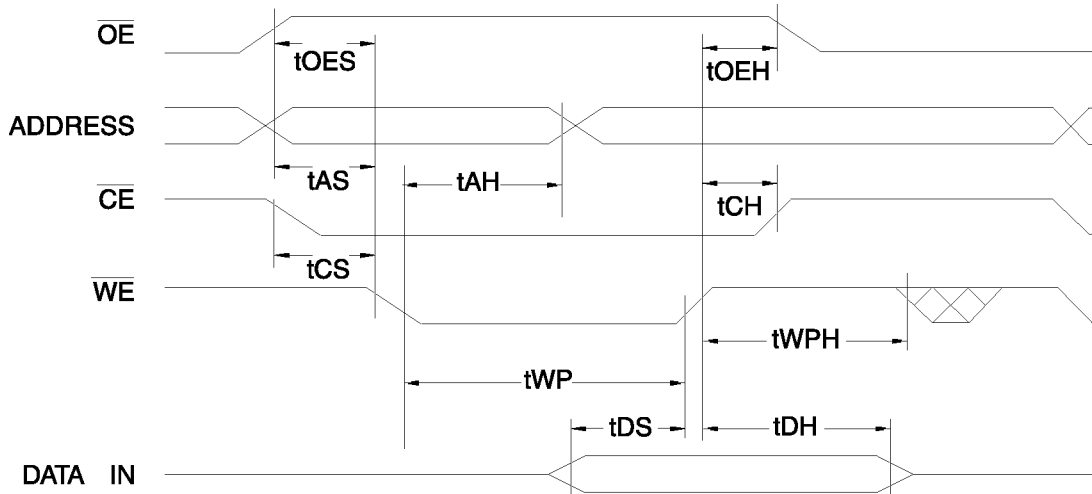 OE
tOES
tOEH
ADDRESS
tAS
tAH
CE
tCH
tCS
WE
tWPH
tWP
tDS
tDH
DATA IN